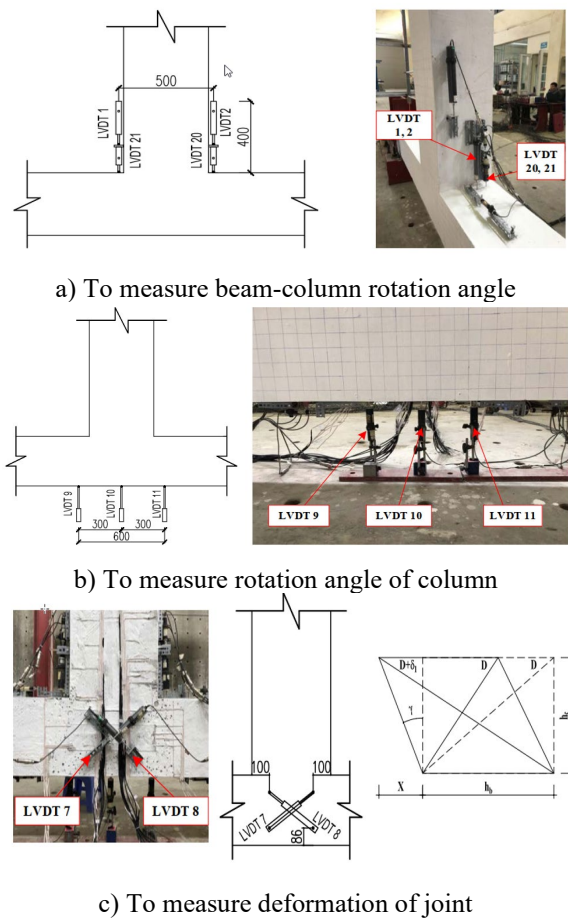 500
LVDT 1
LVDT 21
LVDT 20
LVDT2
400
LVDT
1, 2
LVDT
20, 21
a) To measure beam-column rotation angle
LVDT 9
LVDT 10
LVDT 11
300
300
600
LVDT 9
LVDT 10
LVDT 11
b) To measure rotation angle of column
LVDT 7
LVDT 8
100
100
LVDT7
LVDT 8
86
D+δ1
D
D
γ
hc
X
hb
c) To measure deformation of joint